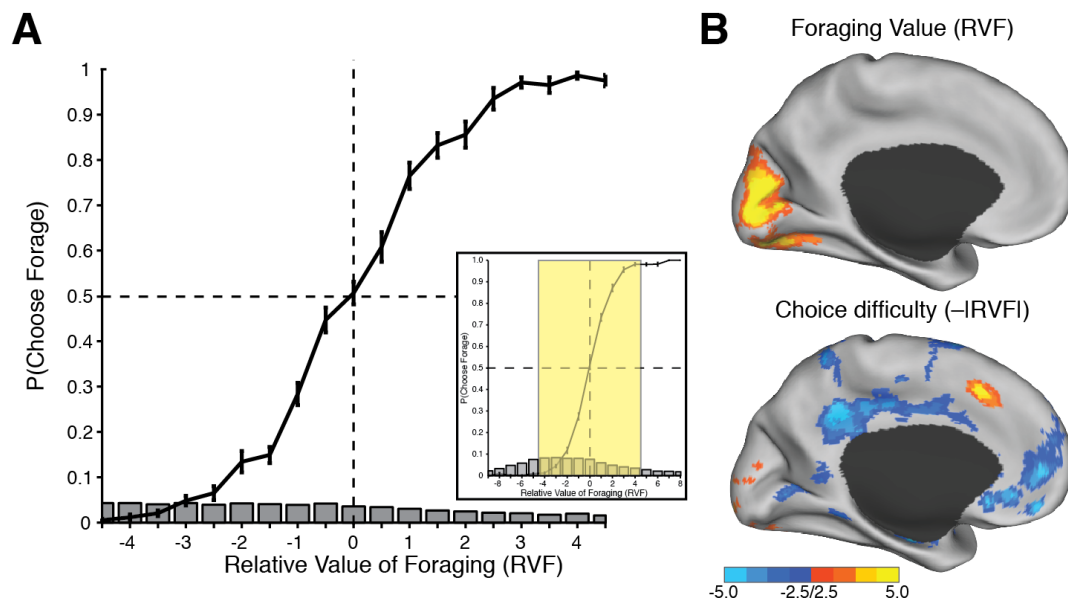 A
1
0.9
0.8
0.7
0.6
0.5
0.4
0.3
0.2
0.1
0
P(Choose Forage)
-4 -3 -2 -1 0 1 2 3 4
Relative Value of Foraging (RVF)
1.0
0.9
0.8
0.7
0.6
0.5
0.4
0.3
0.2
0.1
0
P(Choose Forage)
-8 -6 -4 -2 0 2 4 6 8
Relative Value of Foraging (RVF)
B
Foraging Value (RVF)
Choice difficulty (–|RVF|)
-5.0 -2.5/2.5 5.0